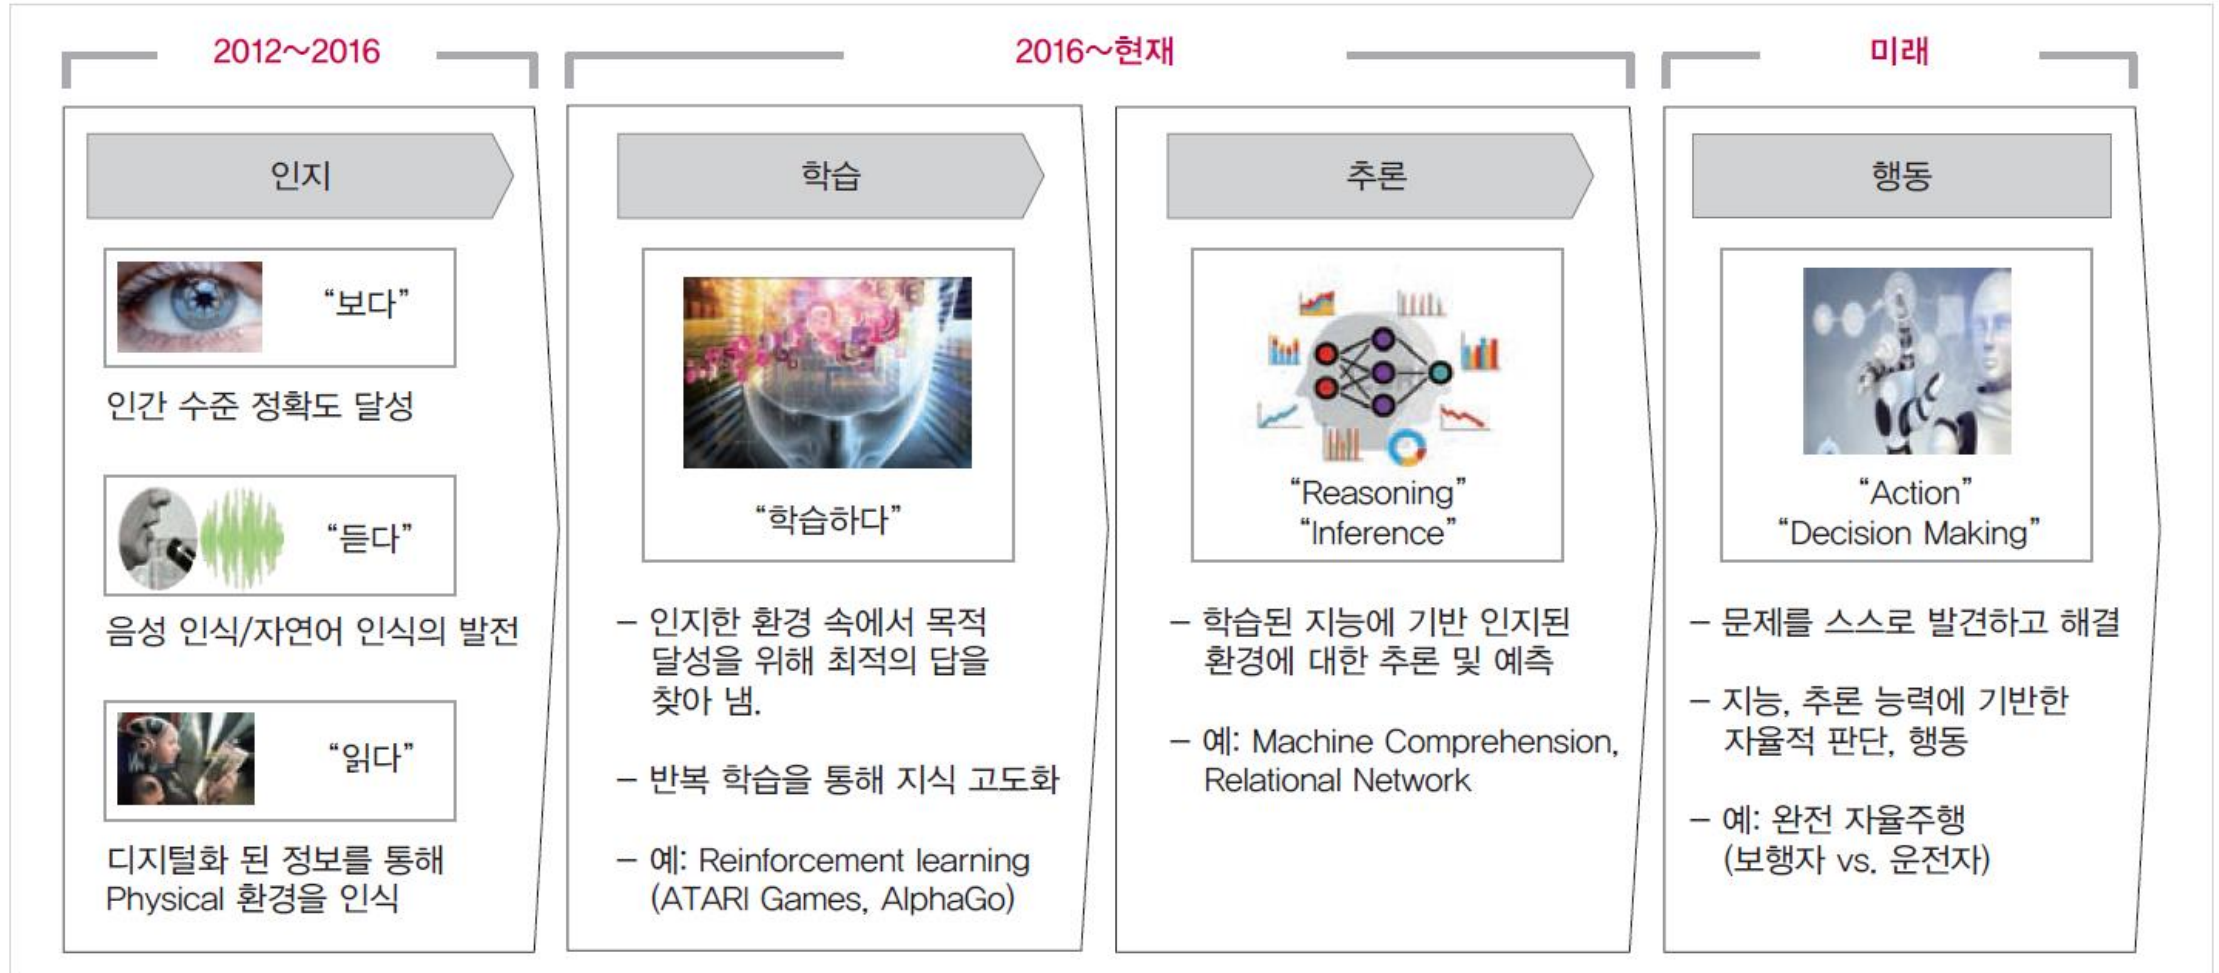 2012~2016
인지
“보다”
인간 수준 정확도 달성
“듣다”
음성 인식/자연어 인식의 발전
“읽다”
디지털화 된 정보를 통해
Physical 환경을 인식
2016~현재
학습
“학습하다”
– 인지한 환경 속에서 목적
달성을 위해 최적의 답을
찾아 냄.
– 반복 학습을 통해 지식 고도화
– 예: Reinforcement learning
(ATARI Games, AlphaGo)
추론
“Reasoning”
“Inference”
– 학습된 지능에 기반 인지된
환경에 대한 추론 및 예측
– 예: Machine Comprehension,
Relational Network
미래
행동
“Action”
“Decision Making”
– 문제를 스스로 발견하고 해결
– 지능, 추론 능력에 기반한
자율적 판단, 행동
– 예: 완전 자율주행
(보행자 vs. 운전자)